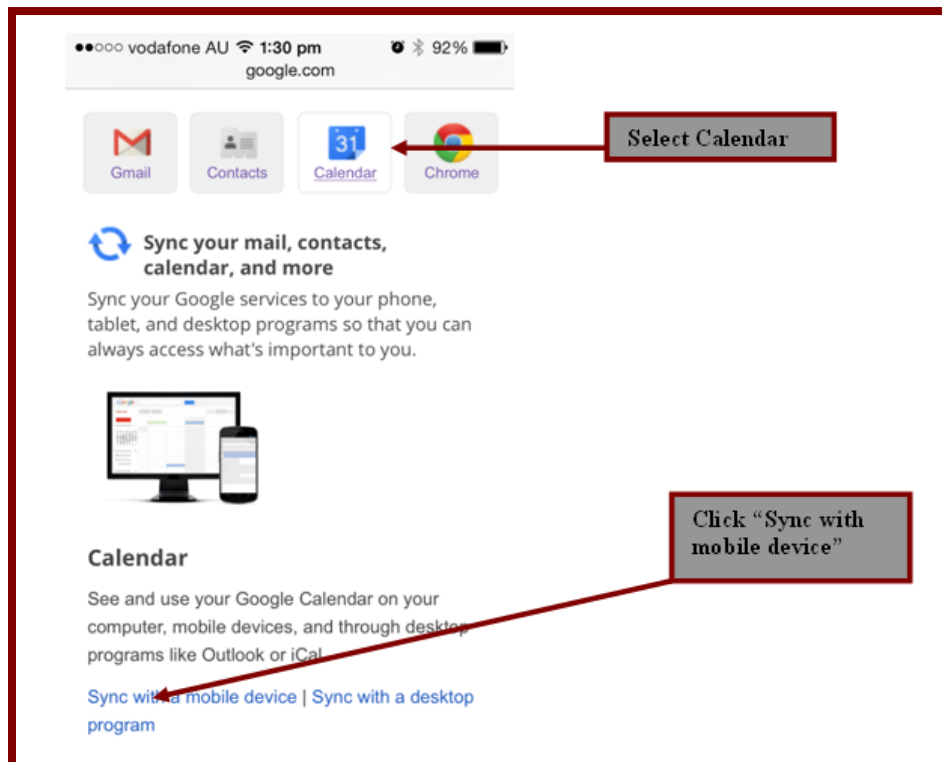 vodafone AU 1:30 pm 92%
google.com
Select Calendar
31
Gmail Contacts Calendar Chrome
Sync your mail, contacts,
calendar, and more
Sync your Google services to your phone,
tablet, and desktop programs so that you can
always access what's important to you.
Google
Click “Sync with
mobile device”
Calendar
See and use your Google Calendar on your
computer, mobile devices, and through desktop
programs like Outlook or iCal
Sync with a mobile device | Sync with a desktop
program